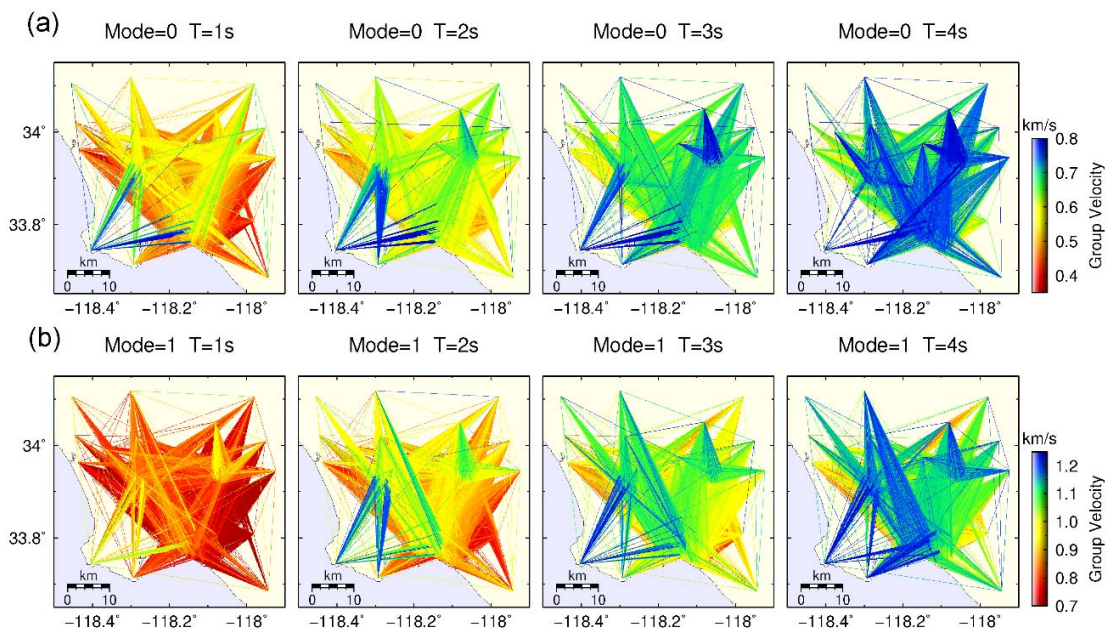 (a)
Mode=0 T=1s Mode=0 T=2s Mode=0 T=3s Mode=0 T=4s
34°
33.8°
km km km km
0 10 0 10 0 10 0 10
−118.4° −118.2° −118° −118.4° −118.2° −118° −118.4° −118.2° −118° −118.4° −118.2° −118°
km/s
0.8
0.7
0.6
0.5
0.4
Group Velocity
(b)
Mode=1 T=1s Mode=1 T=2s Mode=1 T=3s Mode=1 T=4s
34°
33.8°
km km km km
0 10 0 10 0 10 0 10
−118.4° −118.2° −118° −118.4° −118.2° −118° −118.4° −118.2° −118° −118.4° −118.2° −118°
km/s
1.2
1.1
1.0
0.9
0.8
0.7
Group Velocity